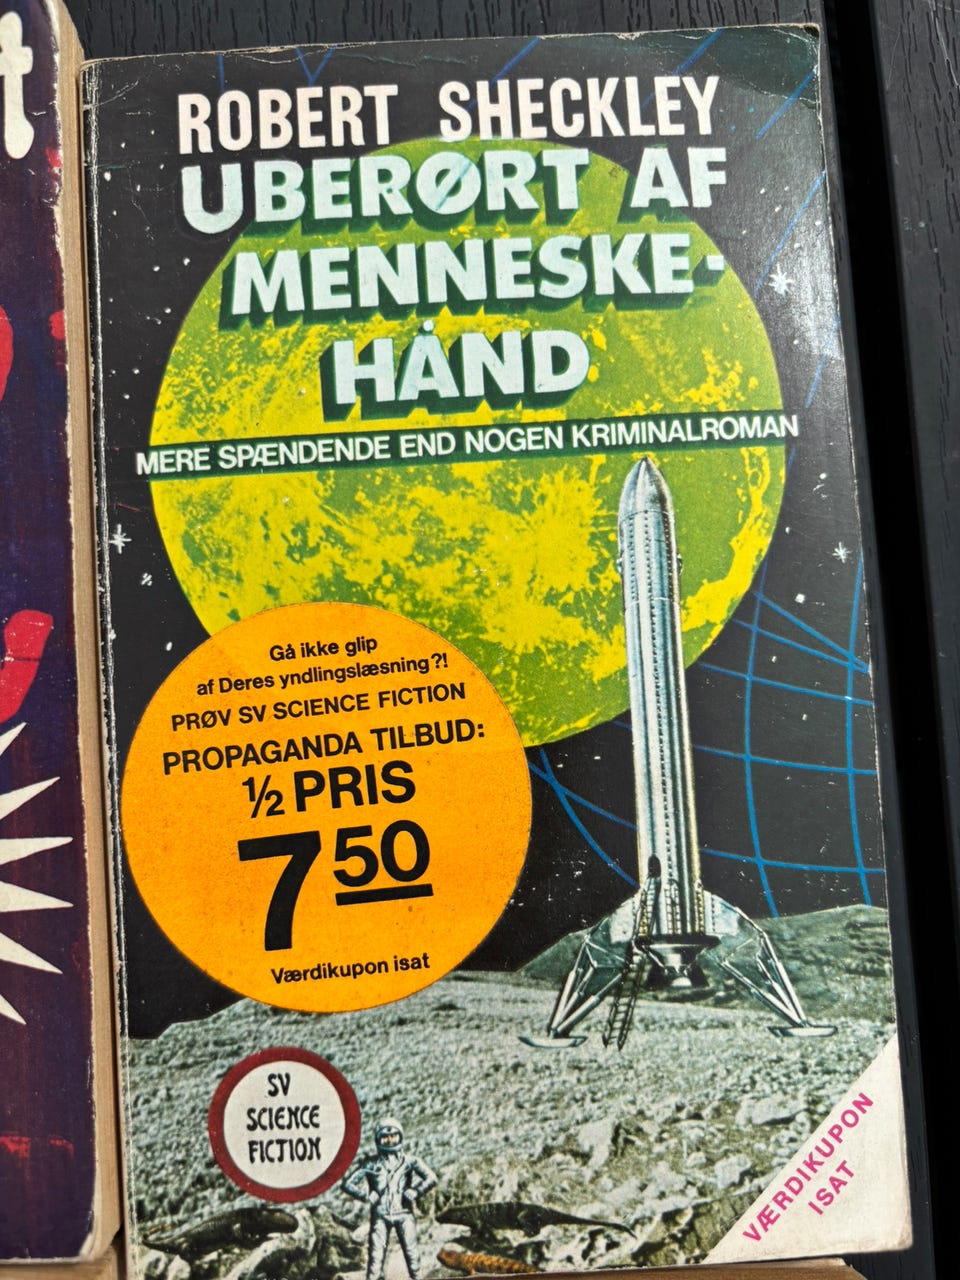 ROBERT SHECKLEY
UBERØRT AF
MENNESKE-
HÅND
MERE SPÆNDENDE END NOGEN KRIMINALROMAN
Gå ikke glip
af Deres yndlingslæsning?!
PRØV SV SCIENCE FICTION
PROPAGANDA TILBUD:
½ PRIS
7 50
Værdikupon isat
SV
SCIENCE
FICTION
VÆRDIKUPON
ISAT